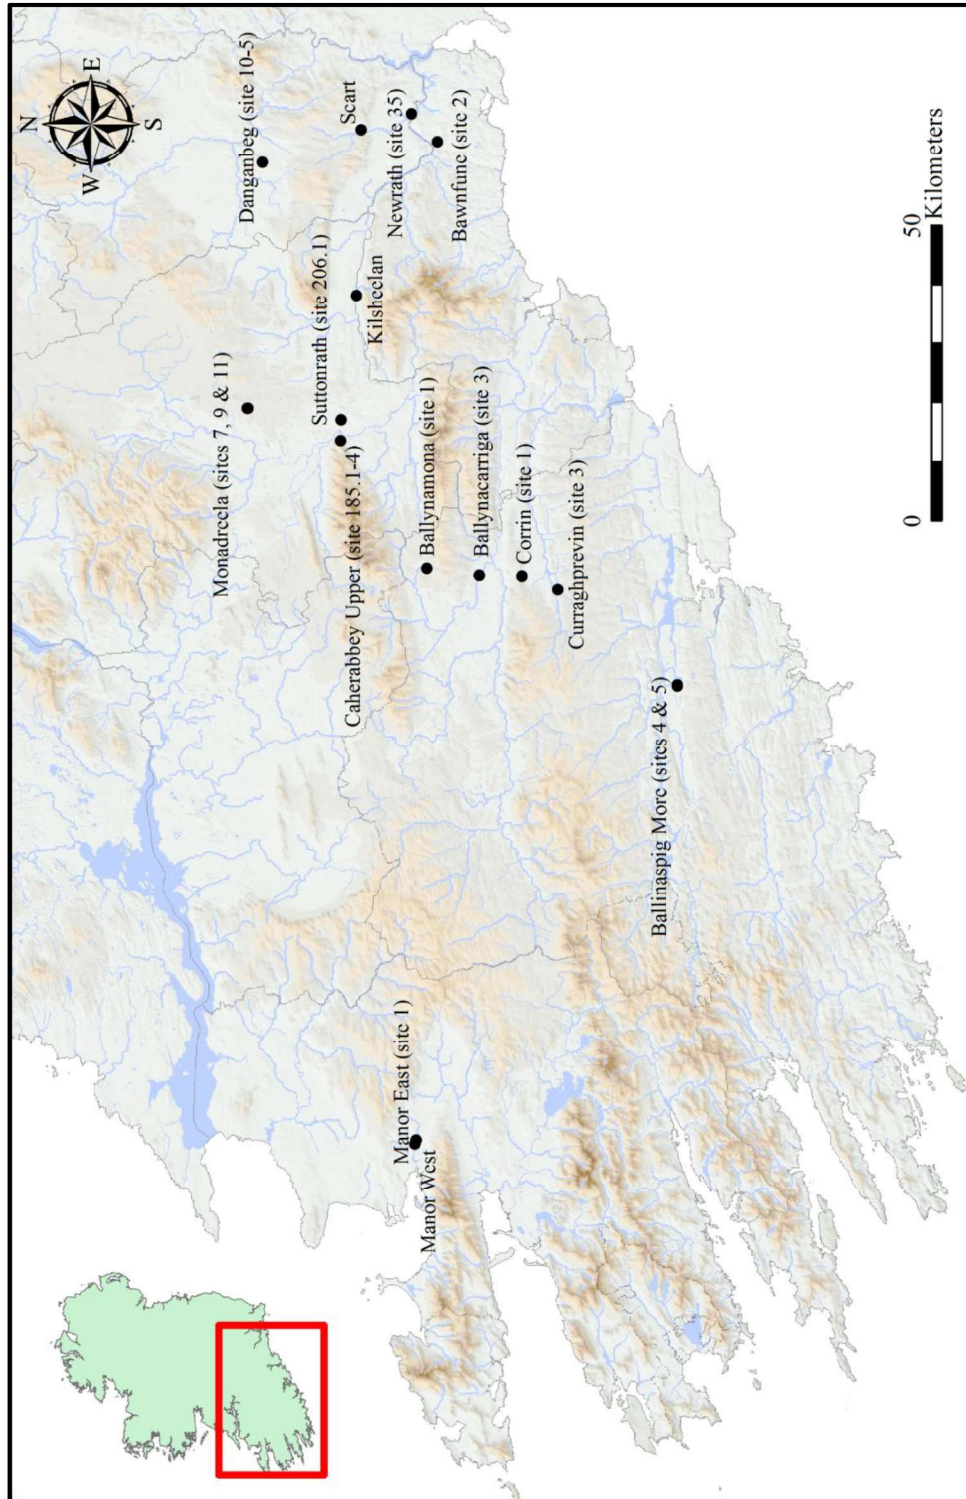 N
W
E
S
Danganbeg (site 10-5)
Monadreela (sites 7, 9 & 11)
Suttonrath (site 206.1)
Scart
Caherabbey Upper (site 185.1-4)
Kilsheelan
Newrath (site 35)
Manor East (site 1)
Manor West
Ballynamona (site 1)
Bawnfune (site 2)
Ballynacarriga (site 3)
Corrin (site 1)
Curraghprevin (site 3)
Ballinaspig More (sites 4 & 5)
0
50
Kilometers